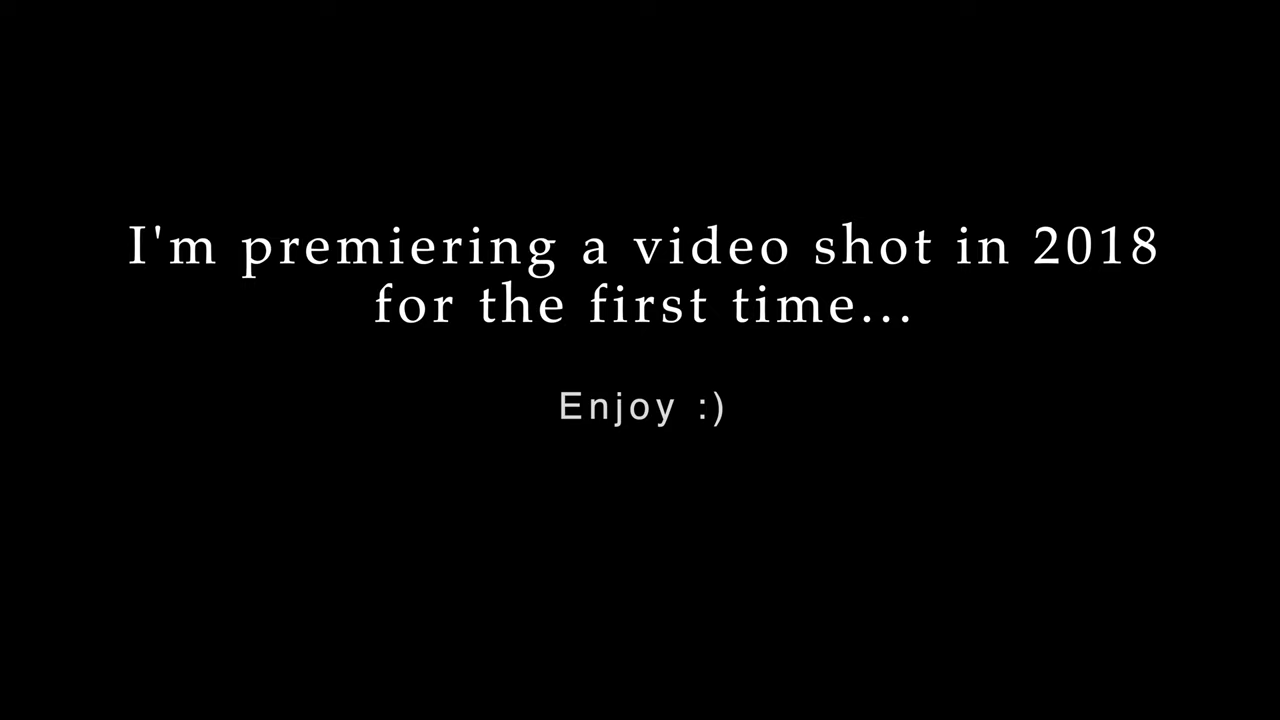 I'm premiering a video shot in 2018
for the first time...
Enjoy :)